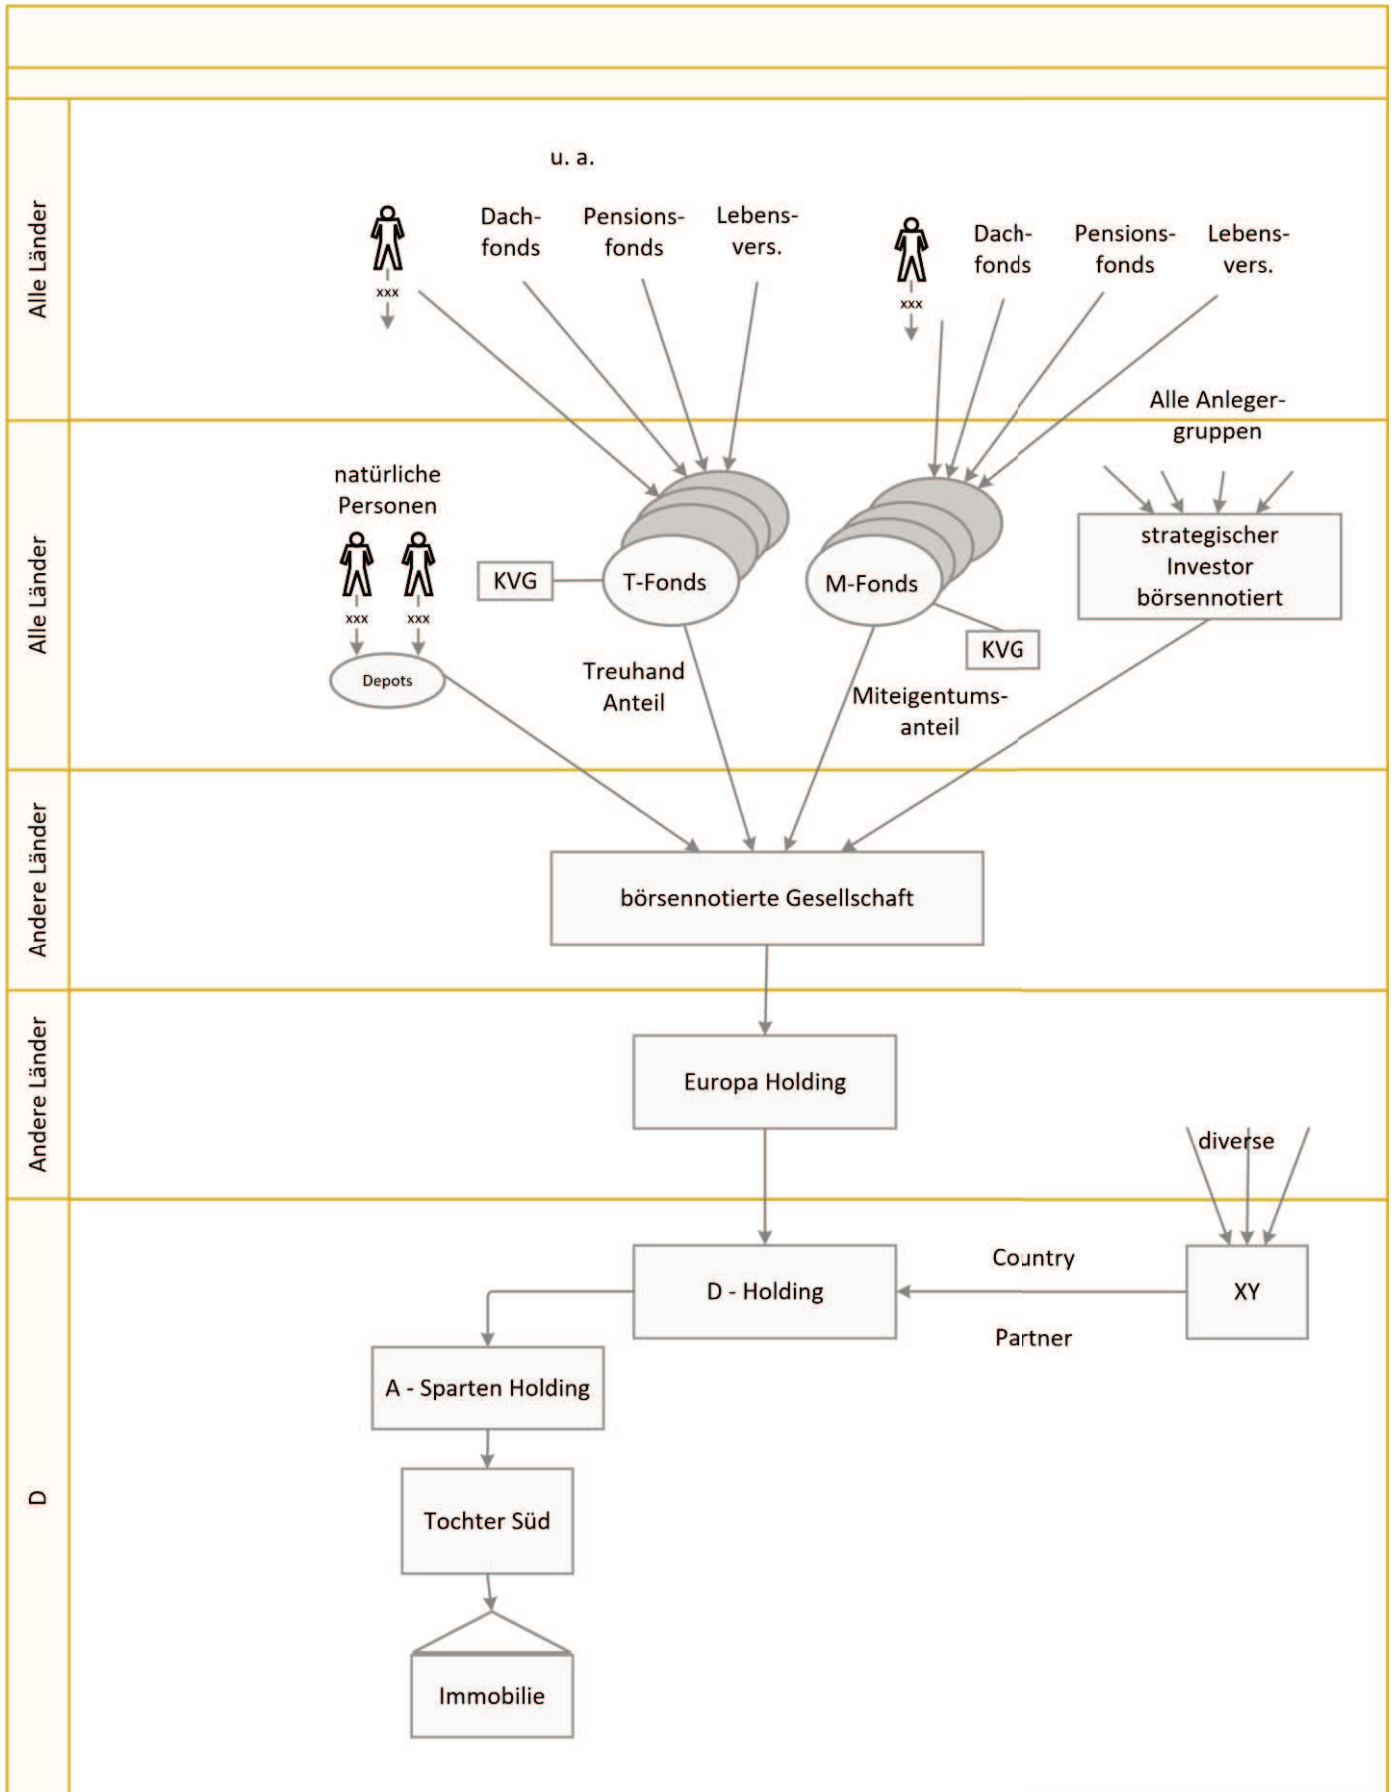 Alle Länder
u. a.
xxx
Dach-
fonds
Pensions-
fonds
Lebens-
vers.
xxx
Dach-
fonds
Pensions-
fonds
Lebens-
vers.
Alle Länder
Alle Anleger-
gruppen
natürliche
Personen
xxx
xxx
Depots
KVG
T-Fonds
M-Fonds
KVG
strategischer
Investor
börsennotiert
Treuhand
Anteil
Miteigentums-
anteil
Andere Länder
börsennotierte Gesellschaft
Andere Länder
Europa Holding
diverse
D
D - Holding
Country
Partner
XY
A - Sparten Holding
Tochter Süd
Immobilie